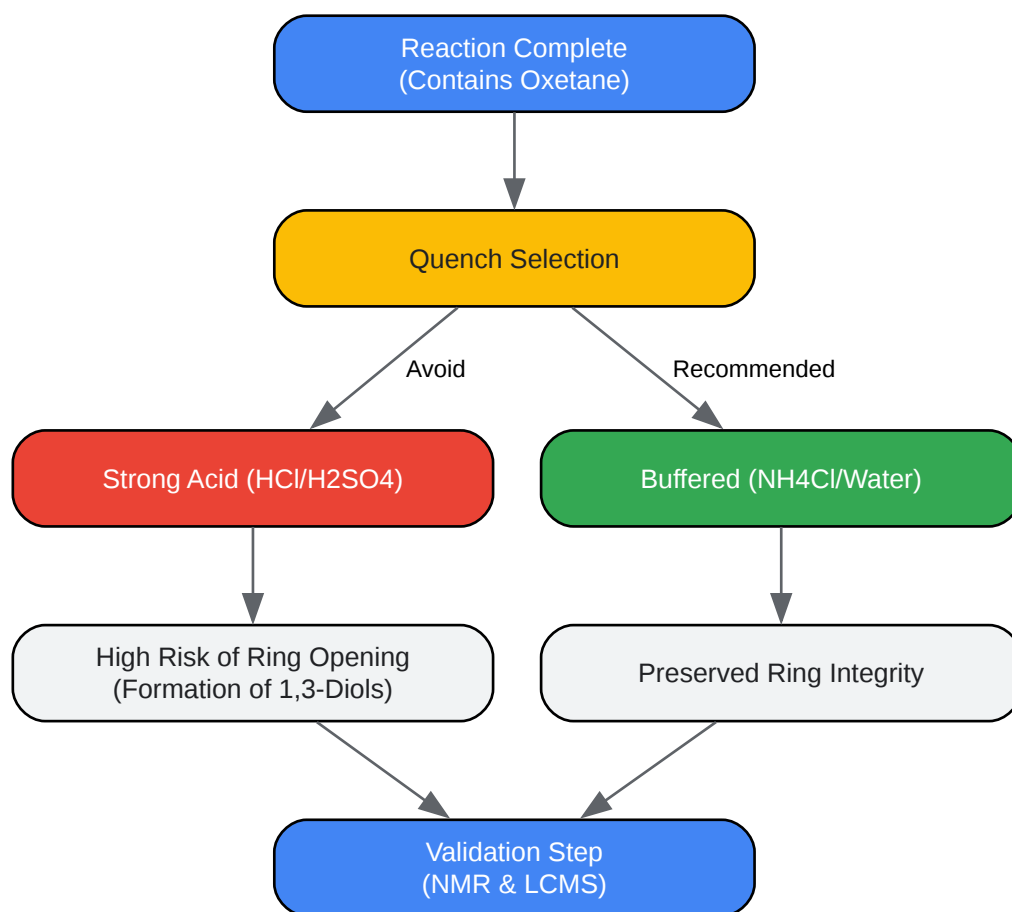 Reaction Complete
(Contains Oxetane)
Quench Selection
Avoid
Recommended
Strong Acid (HCl/H2SO4)
Buffered (NH4Cl/Water)
High Risk of Ring Opening
(Formation of 1,3-Diols)
Preserved Ring Integrity
Validation Step
(NMR & LCMS)